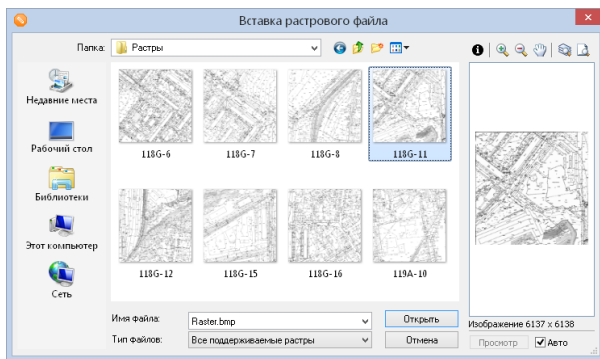 Вставка растрового файла
Папка: Растры
Недавние места
Рабочий стол
Библиотеки
Этот компьютер
Сеть
118G-6 118G-7 118G-8 118G-11
118G-12 118G-15 118G-16 119A-10
Имя файла: Raster.bmp Открыть
Тип файлов: Все поддерживаемые растры Отмена
Изображение 6137 x 6138
Просмотр Авто